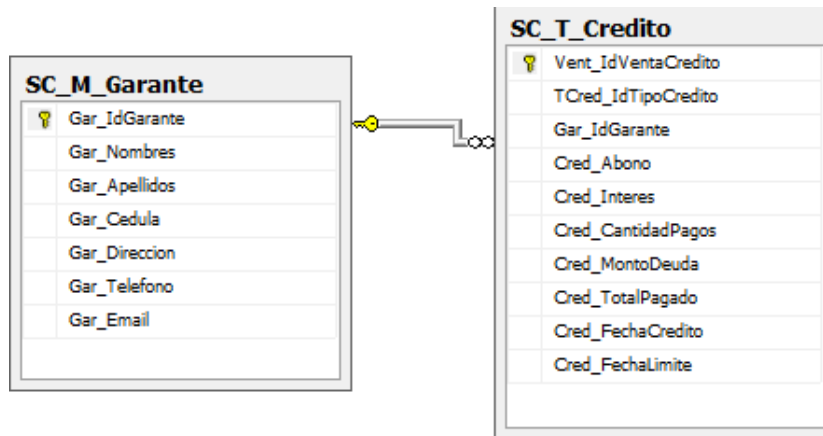 SC_M_Garante
Gar_IdGarante
Gar_Nombres
Gar_Apellidos
Gar_Cedula
Gar_Direccion
Gar_Telefono
Gar_Email
SC_T_Credito
Vent_IdVentaCredito
TCred_IdTipoCredito
Gar_IdGarante
Cred_Abono
Cred_Interes
Cred_CantidadPagos
Cred_MontoDeuda
Cred_TotalPagado
Cred_FechaCredito
Cred_FechaLimite